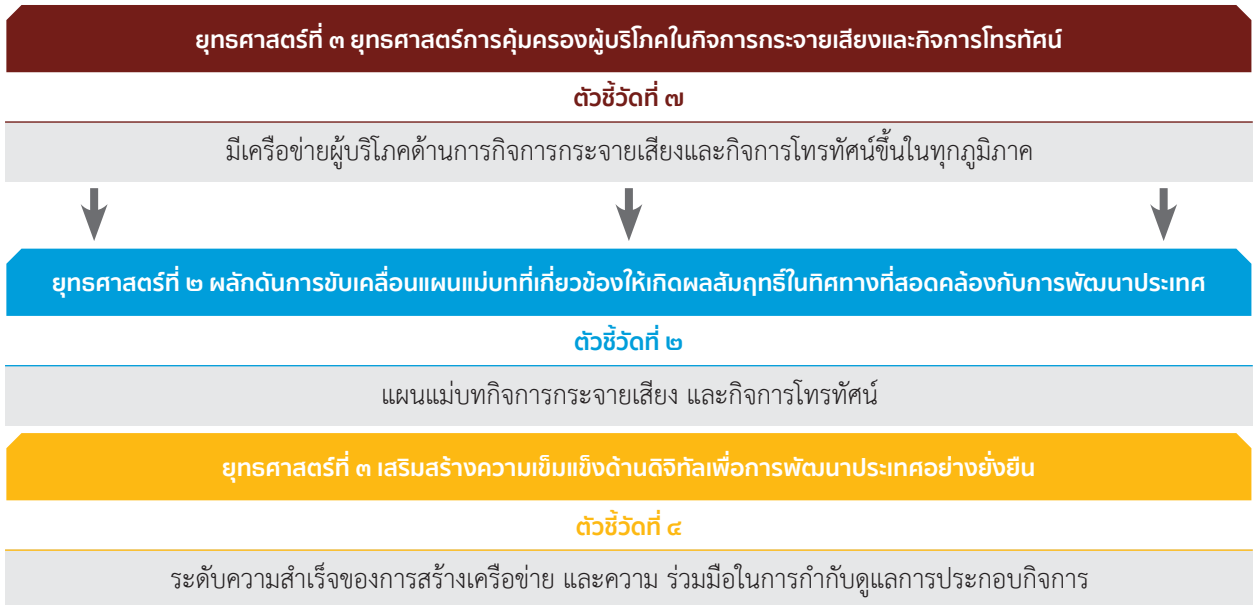 ยุทธศาสตร์ที่ ๓ ยุทธศาสตร์การคุ้มครองผู้บริโภคในกิจการกระจายเสียงและกิจการโทรทัศน์
ตัวชี้วัดที่ ๗
มีเครือข่ายผู้บริโภคด้านการกิจการกระจายเสียงและกิจการโทรทัศน์ขึ้นในทุกภูมิภาค
ยุทธศาสตร์ที่ ๒ ผลักดันการขับเคลื่อนแผนแม่บทที่เกี่ยวข้องให้เกิดผลสัมฤทธิ์ในทิศทางที่สอดคล้องกับการพัฒนาประเทศ
ตัวชี้วัดที่ ๒
แผนแม่บทกิจการกระจายเสียง และกิจการโทรทัศน์
ยุทธศาสตร์ที่ ๓ เสริมสร้างความเข็มแข็งด้านดิจิทัลเพื่อการพัฒนาประเทศอย่างยั่งยืน
ตัวชี้วัดที่ ๔
ระดับความสำเร็จของการสร้างเครือข่าย และความ ร่วมมือในการกำกับดูแลการประกอบกิจการ